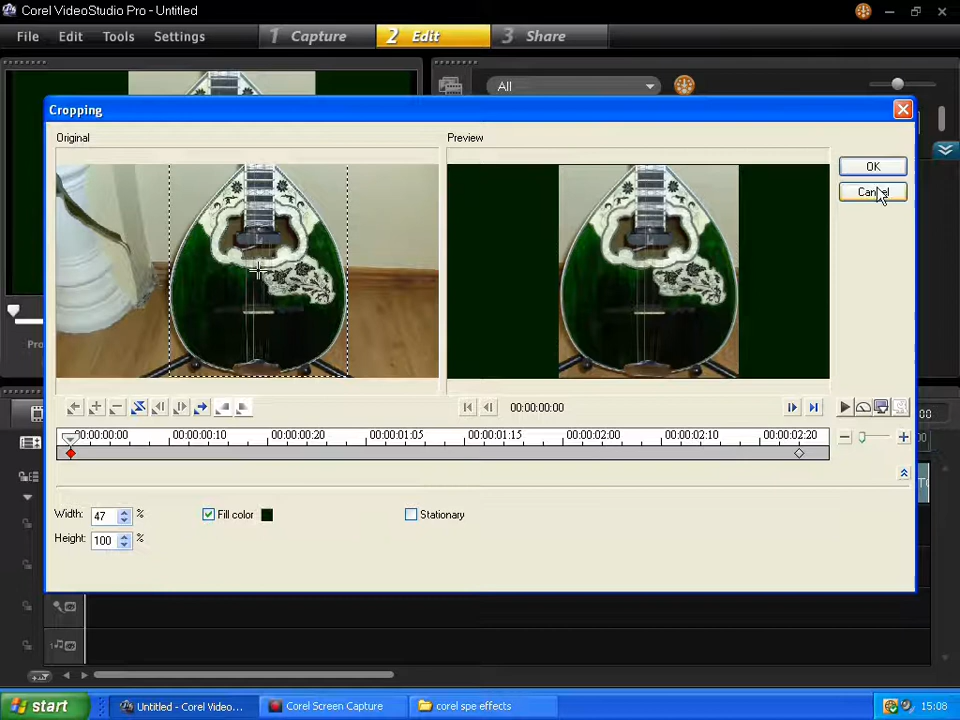 Corel VideoStudio Pro - Untitled
File Edit Tools Settings 1 Capture 2 Edit 3 Share
All
Cropping
Original Preview
OK
Cancel
00:00:00:00
00:00:00:00 00:00:00:10 00:00:00:20 00:00:01:05 00:00:01:15 00:00:02:00 00:00:02:10 00:00:02:20
Width: 47 % Fill color Stationary
Height: 100 %
start Untitled - Corel Video... Corel Screen Capture corel spe effects 15:08